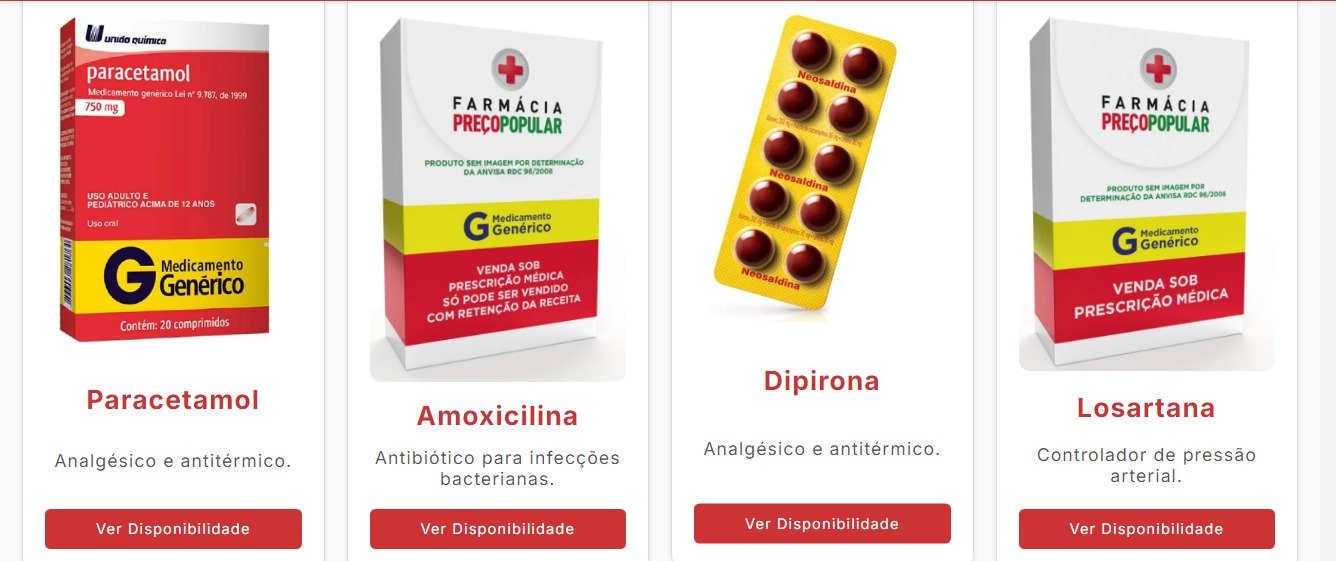 unido química
paracetamol
Medicamento genérico Lei nº 9.787, de 1999
750 mg
USO ADULTO E
PEDIÁTRICO ACIMA DE 12 ANOS
Uso oral
G Medicamento
Genérico
Contém: 20 comprimidos
Paracetamol
Analgésico e antitérmico.
Ver Disponibilidade
FARMÁCIA
PREÇOPOPULAR
PRODUTO SEM IMAGEM POR DETERMINAÇÃO
DA ANVISA RDC 96/2008
G Medicamento
Genérico
VENDA SOB
PRESCRIÇÃO MÉDICA
SÓ PODE SER VENDIDO
COM RETENÇÃO DA RECEITA
Amoxicilina
Antibiótico para infecções
bacterianas.
Ver Disponibilidade
Neosaldina
Neosaldina
Neosaldina
Dipirona
Analgésico e antitérmico.
Ver Disponibilidade
FARMÁCIA
PREÇOPOPULAR
PRODUTO SEM IMAGEM POR
DETERMINAÇÃO DA ANVISA RDC 96/2008
G Medicamento
Genérico
VENDA SOB
PRESCRIÇÃO MÉDICA
Losartana
Controlador de pressão
arterial.
Ver Disponibilidade